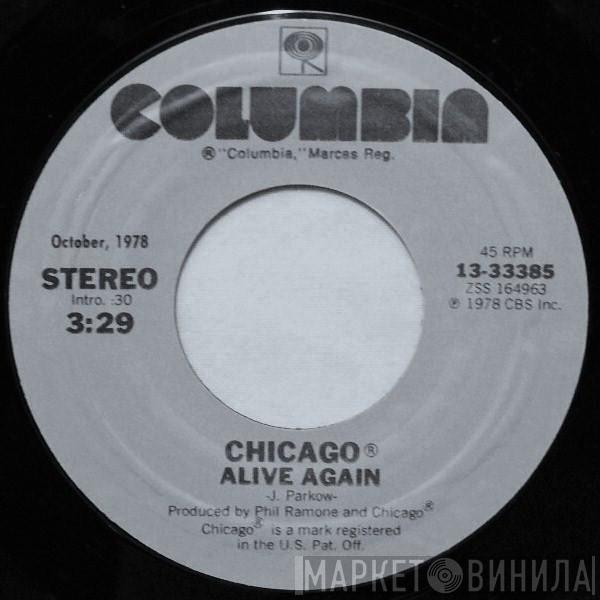 COLUMBIA
® "Columbia," Marcas Reg.
October, 1978
STEREO
Intro. :30
3:29
45 RPM
13-33385
ZSS 164963
℗ 1978 CBS Inc.
CHICAGO ®
ALIVE AGAIN
-J. Parkow-
Produced by Phil Ramone and Chicago®
Chicago® is a mark registered
in the U.S. Pat. Off.
МАРКЕТ ВИНИЛА